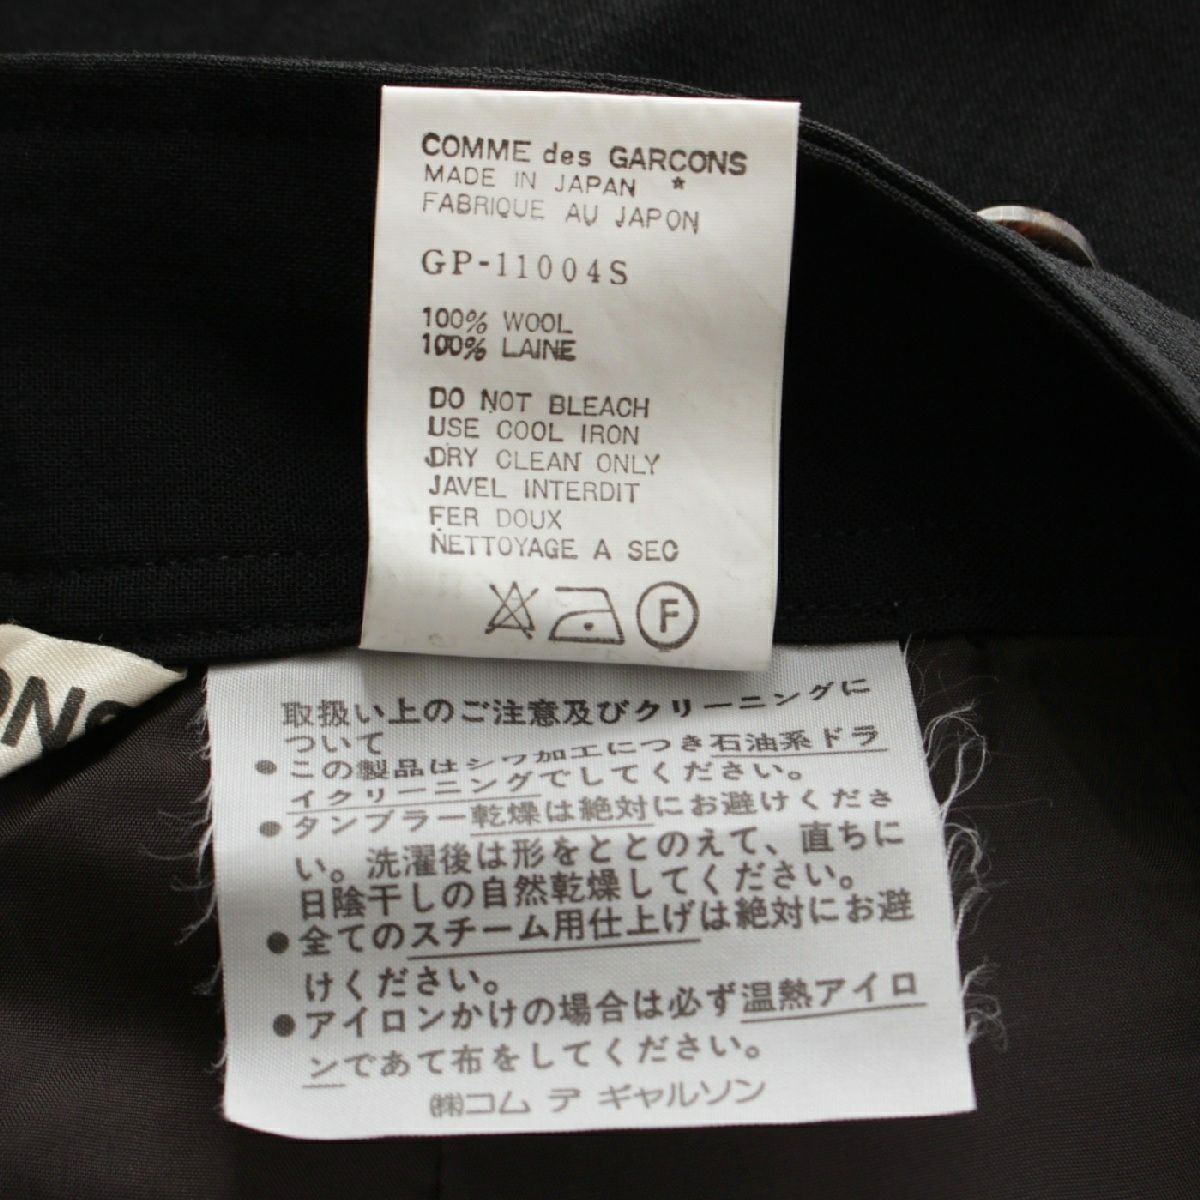 COMME des GARCONS
MADE IN JAPAN *
FABRIQUE AU JAPON
GP-11004S
100% WOOL
100% LAINE
DO NOT BLEACH
USE COOL IRON
DRY CLEAN ONLY
JAVEL INTERDIT
FER DOUX
NETTOYAGE A SEC
F
取扱い上のご注意及びクリーニングに
ついて
●この製品はシワ加工につき石油系ドラ
イクリーニングでしてください。
●タンブラー乾燥は絶対にお避けくださ
い。洗濯後は形をととのえて、直ちに
日陰干しの自然乾燥してください。
●全てのスチーム用仕上げは絶対にお避
けください。
●アイロンかけの場合は必ず温熱アイロ
ンであて布をしてください。
㈱コム デ ギャルソン